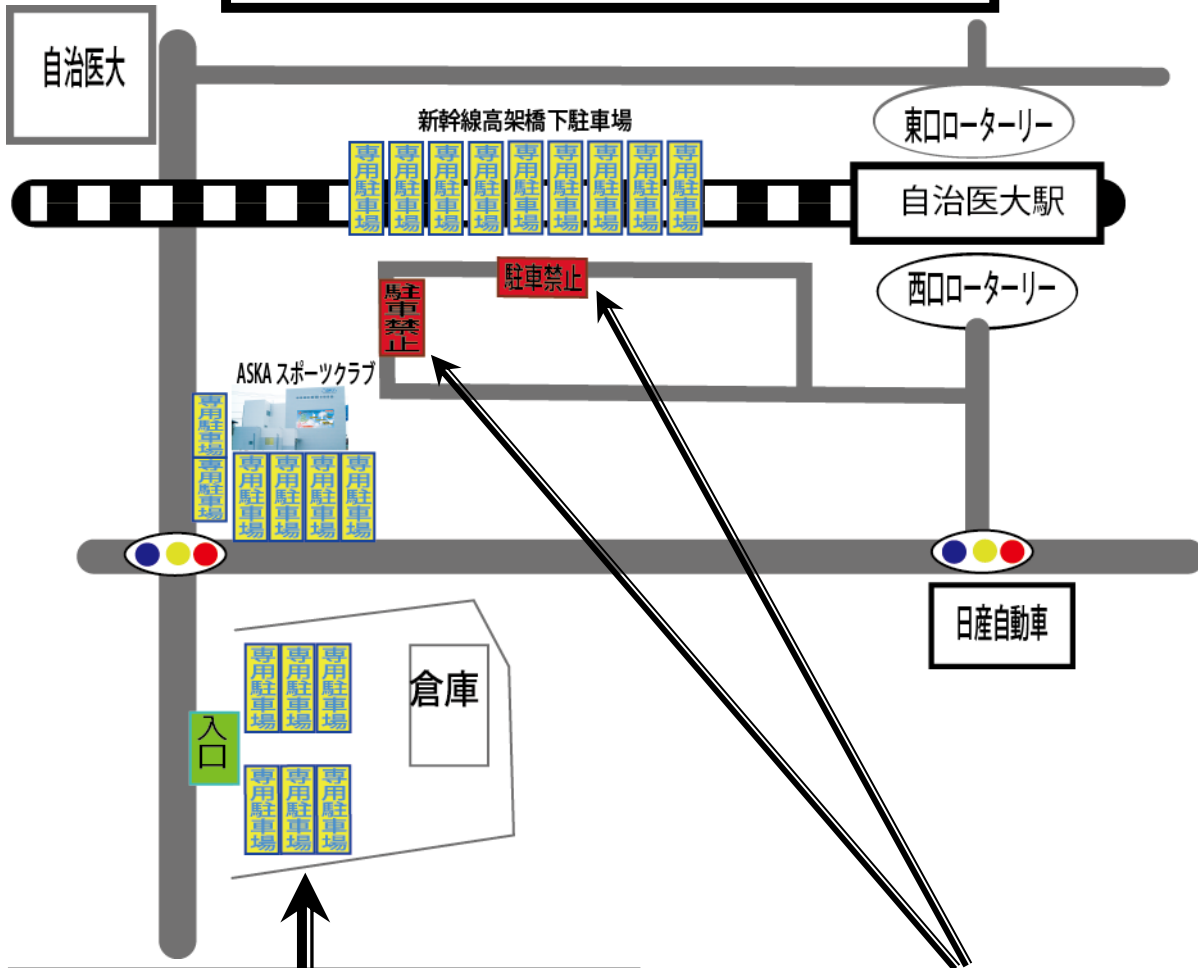 自治医大
新幹線高架橋下駐車場
東口ロータリー
専用駐車場
専用駐車場
専用駐車場
専用駐車場
専用駐車場
専用駐車場
専用駐車場
専用駐車場
専用駐車場
自治医大駅
駐車禁止
駐車禁止
西口ロータリー
ASKA スポーツクラブ
専用駐車場
専用駐車場
専用駐車場
専用駐車場
専用駐車場
専用駐車場
日産自動車
専用駐車場
専用駐車場
専用駐車場
倉庫
入口
専用駐車場
専用駐車場
専用駐車場